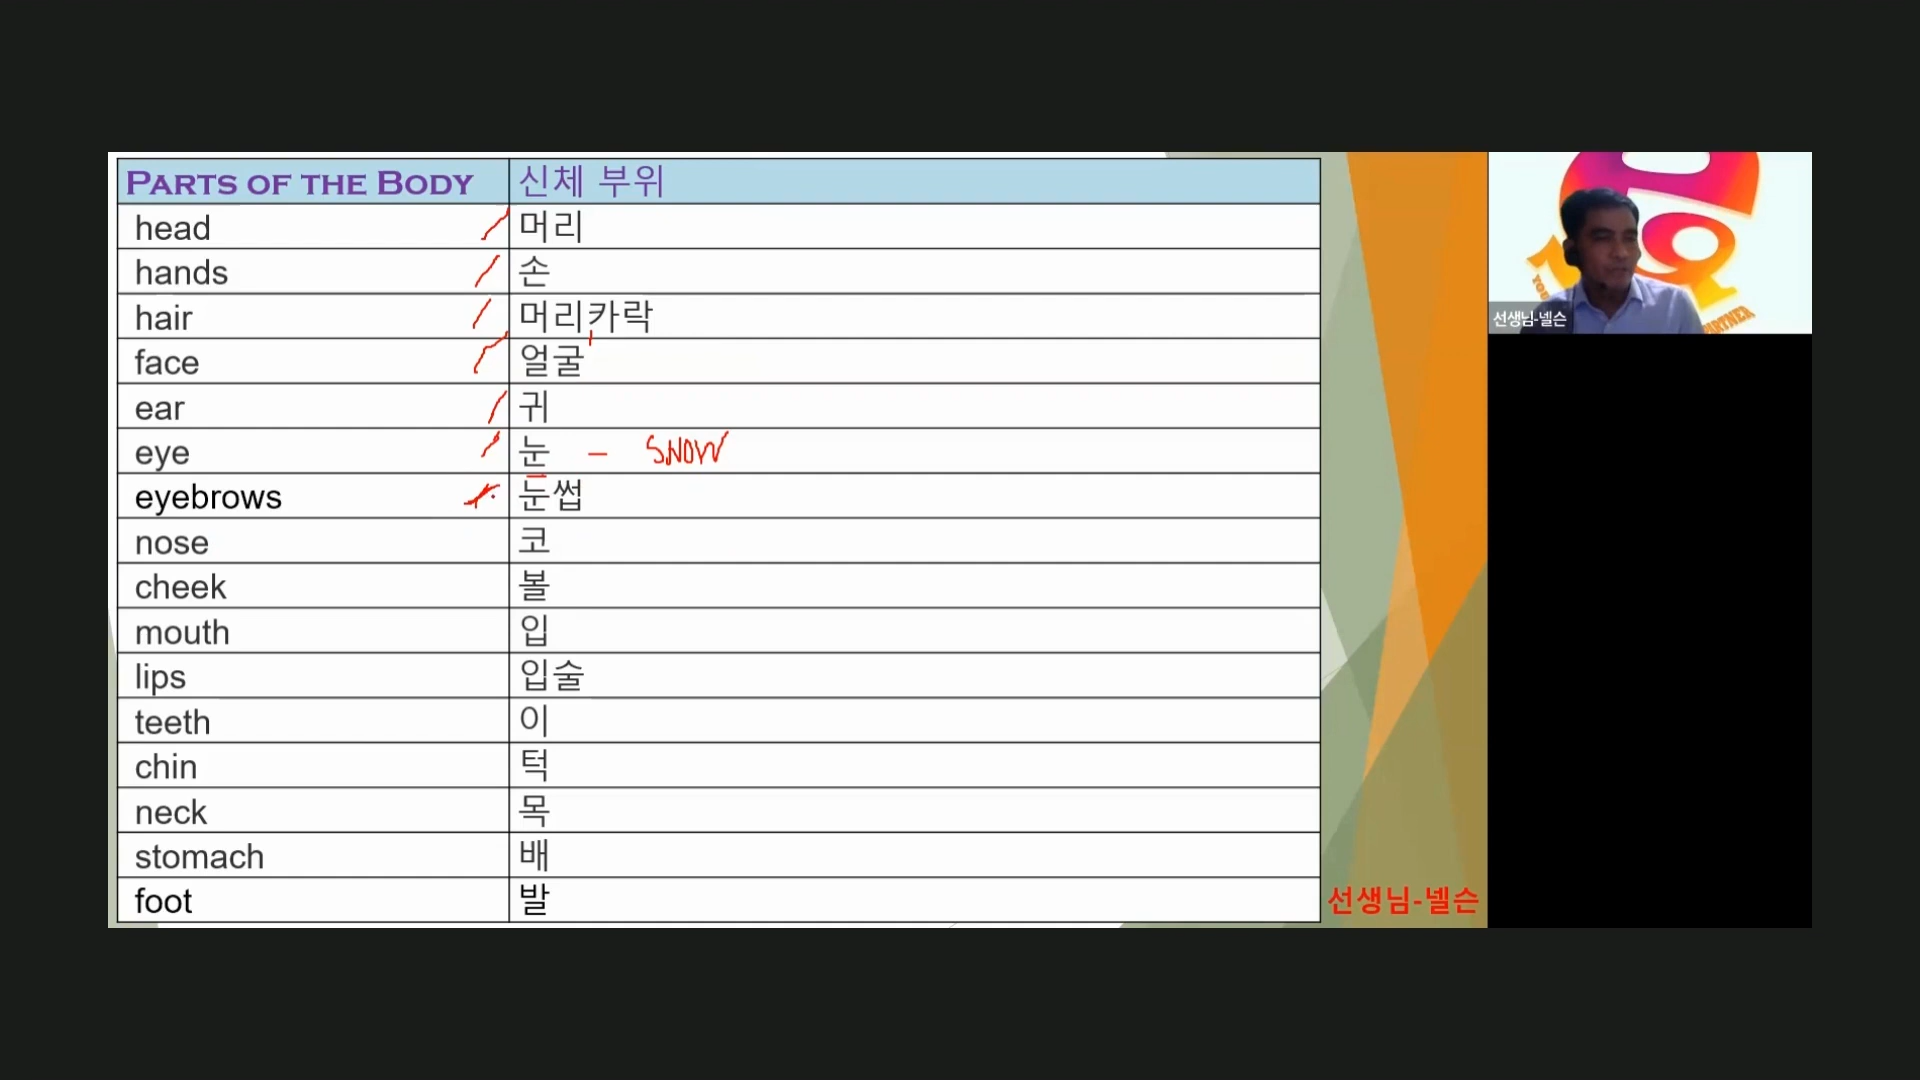 PARTS OF THE BODY 신체 부위
head 머리
hands 손
hair 머리카락
face 얼굴
ear 귀
eye 눈 - SNOW
eyebrows 눈썹
nose 코
cheek 볼
mouth 입
lips 입술
teeth 이
chin 턱
neck 목
stomach 배
foot 발
선생님-넬슨
선생님-넬슨
YOU
PARTNER